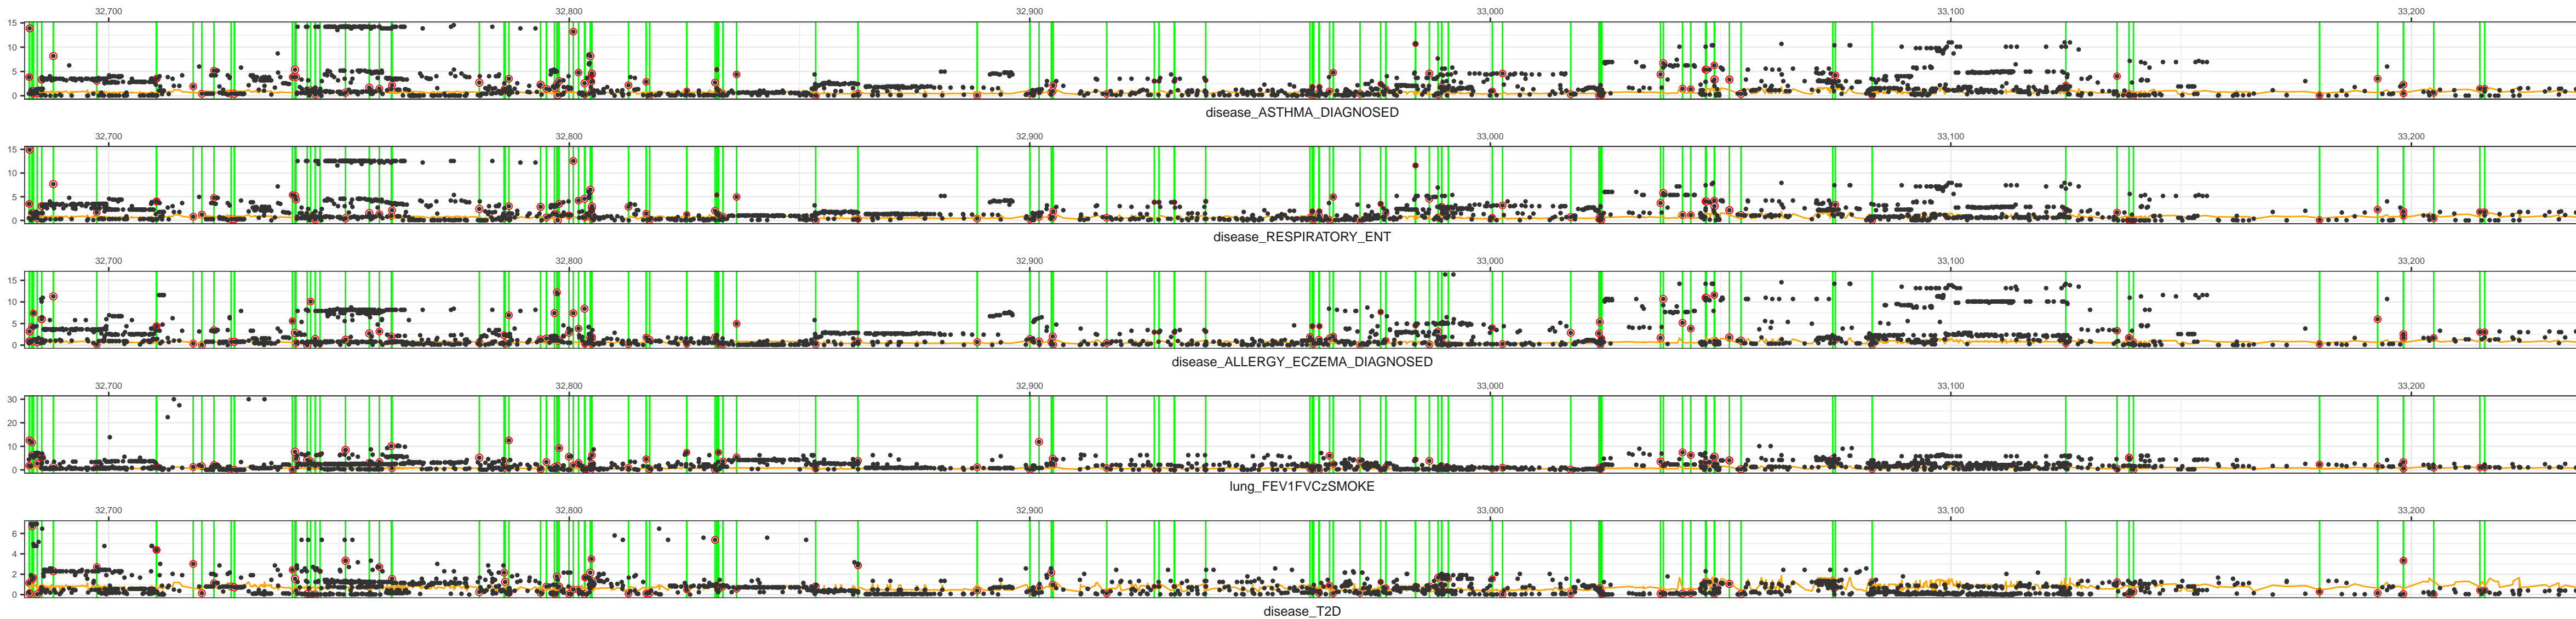 32,700 32,800 32,900 33,000 33,100 33,200
15
10
5
0
disease_ASTHMA_DIAGNOSED
32,700 32,800 32,900 33,000 33,100 33,200
15
10
5
0
disease_RESPIRATORY_ENT
32,700 32,800 32,900 33,000 33,100 33,200
15
10
5
0
disease_ALLERGY_ECZEMA_DIAGNOSED
32,700 32,800 32,900 33,000 33,100 33,200
30
20
10
0
lung_FEV1FVCzSMOKE
32,700 32,800 32,900 33,000 33,100 33,200
6
4
2
0
disease_T2D